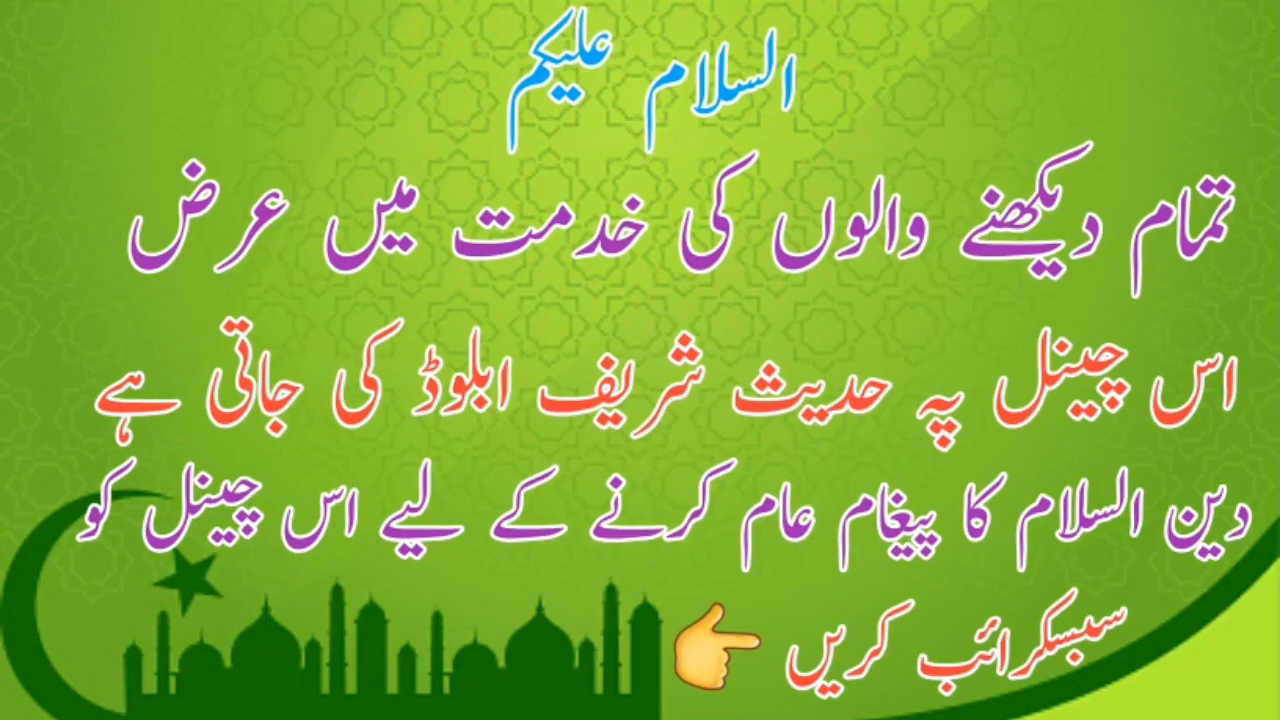 السلام علیکم
تمام دیکھنے والوں کی خدمت میں عرض
اس چینل پہ حدیث شریف ابلوڈ کی جاتی ہے
دین السلام کا پیغام عام کرنے کے لیے اس چینل کو
سبسکرائب کریں 👉